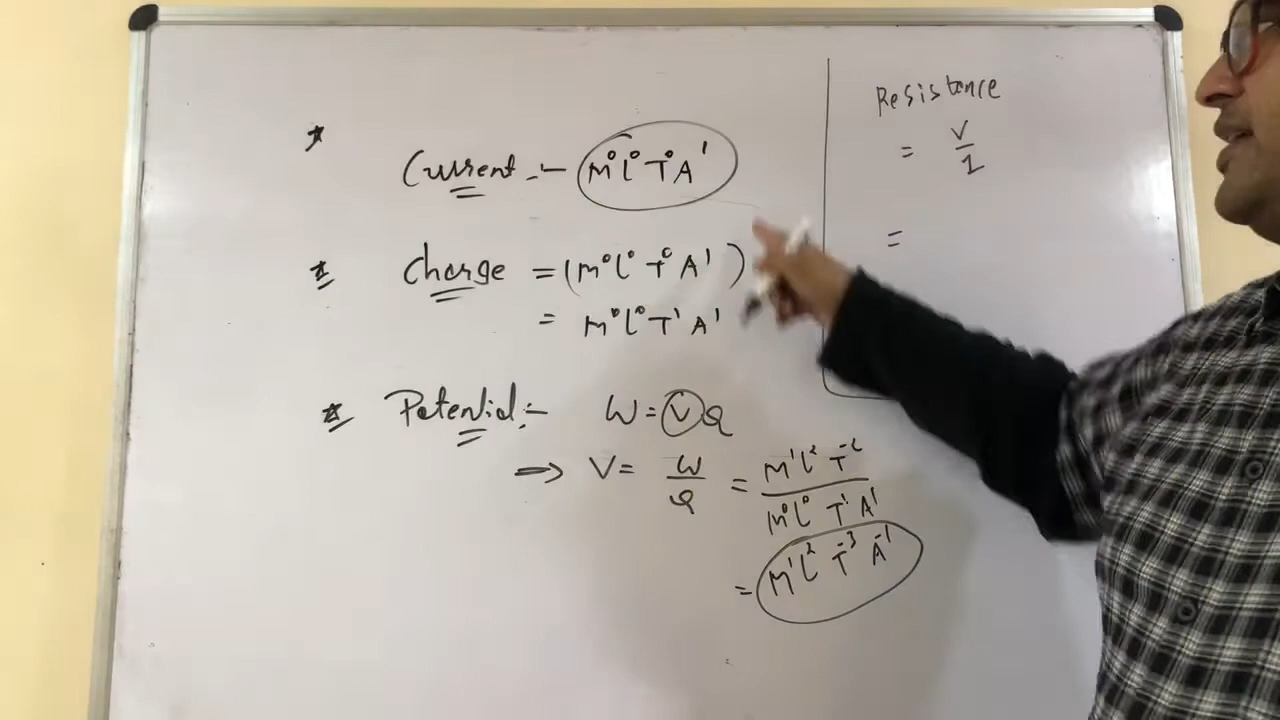 Current :- M⁰L⁰T⁰A¹
Charge = (M⁰L⁰T⁰A¹)
= M⁰L⁰T¹A¹
Potential :- W = VQ
⇒ V = W/Q = M¹L²T⁻²/M⁰L⁰T¹A¹
= M¹L²T⁻³A⁻¹
Resistance
= V/I
=